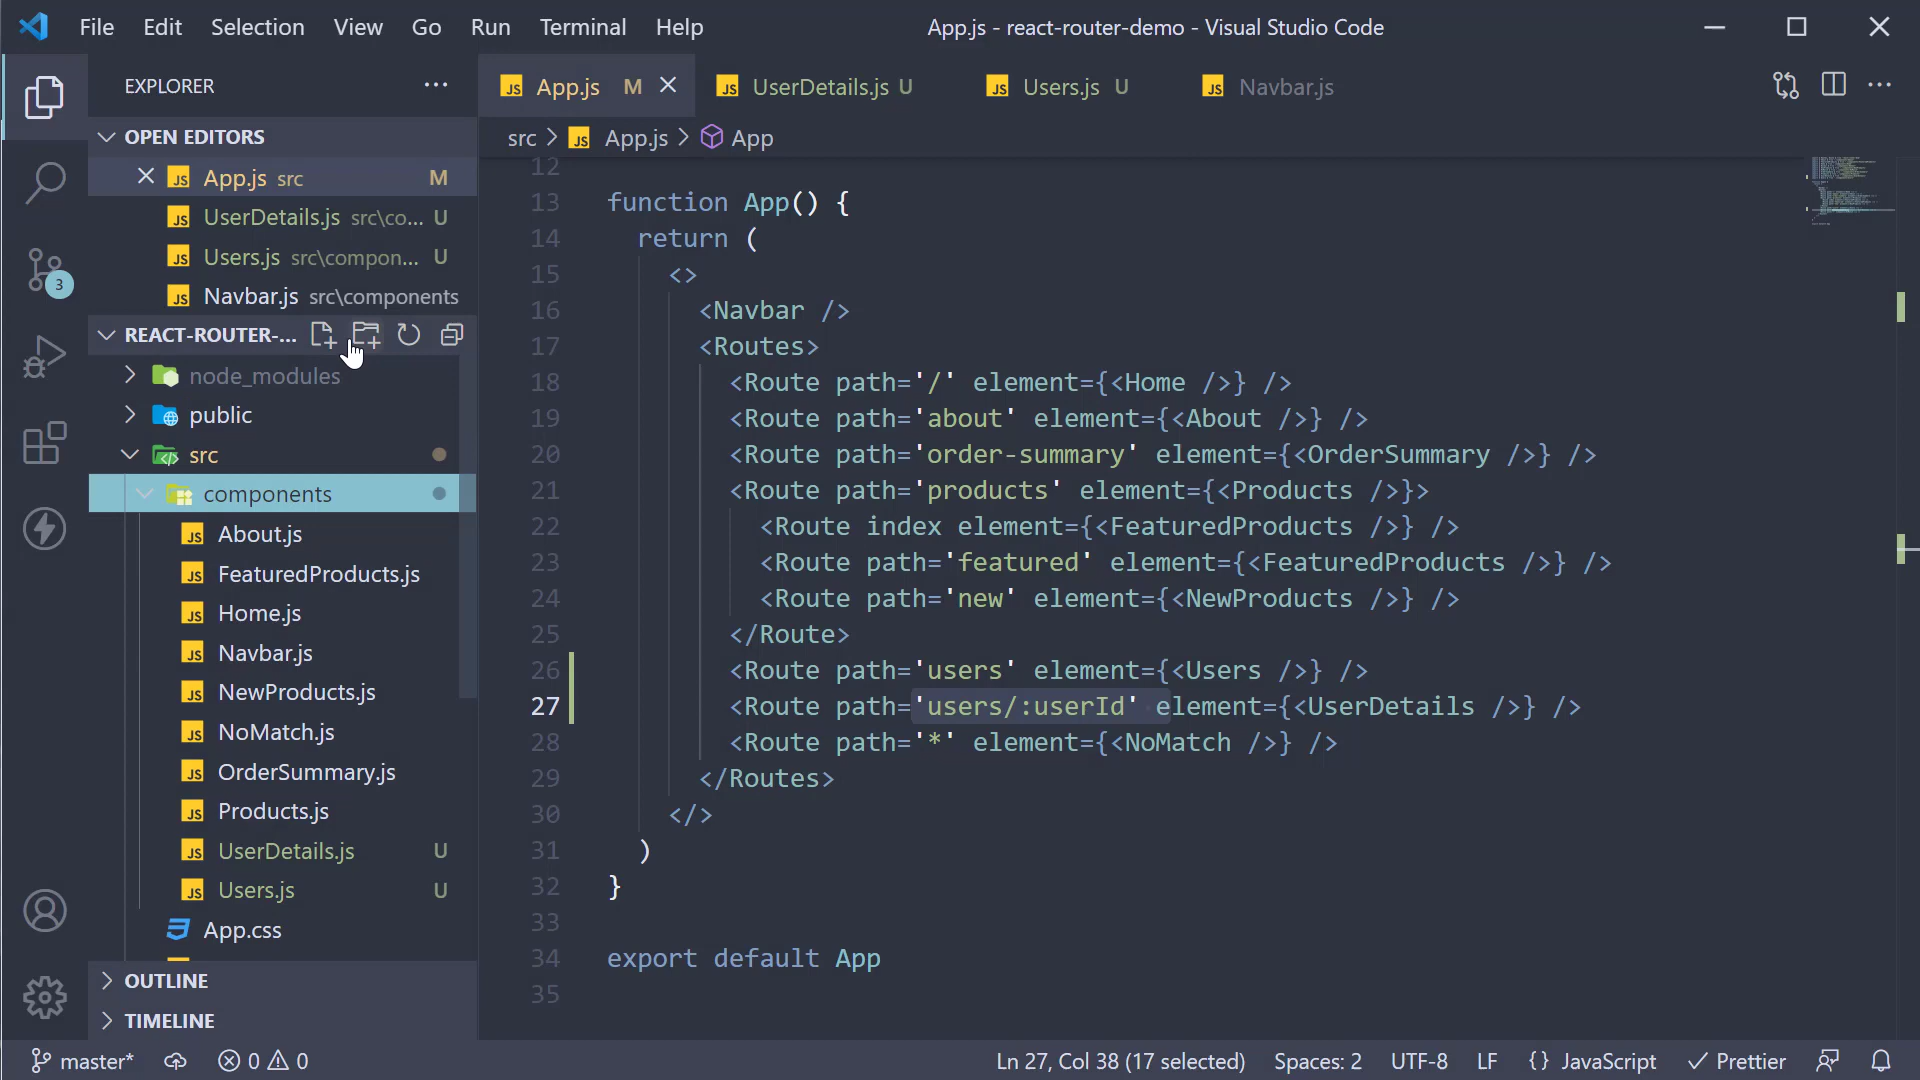 File Edit Selection View Go Run Terminal Help
App.js - react-router-demo - Visual Studio Code
EXPLORER
OPEN EDITORS
App.js src M
UserDetails.js src\co... U
Users.js src\compon... U
Navbar.js src\components
REACT-ROUTER-...
node_modules
public
src
components
About.js
FeaturedProducts.js
Home.js
Navbar.js
NewProducts.js
NoMatch.js
OrderSummary.js
Products.js
UserDetails.js U
Users.js U
App.css
OUTLINE
TIMELINE
3
App.js M UserDetails.js U Users.js U Navbar.js
src > App.js > App
12
13 function App() {
14 return (
15 <>
16 <Navbar />
17 <Routes>
18 <Route path='/' element={<Home />} />
19 <Route path='about' element={<About />} />
20 <Route path='order-summary' element={<OrderSummary />} />
21 <Route path='products' element={<Products />}>
22 <Route index element={<FeaturedProducts />} />
23 <Route path='featured' element={<FeaturedProducts />} />
24 <Route path='new' element={<NewProducts />} />
25 </Route>
26 <Route path='users' element={<Users />} />
27 <Route path='users/:userId' element={<UserDetails />} />
28 <Route path='*' element={<NoMatch />} />
29 </Routes>
30 </>
31 )
32 }
33
34 export default App
35
master* 0 0 Ln 27, Col 38 (17 selected) Spaces: 2 UTF-8 LF {} JavaScript Prettier